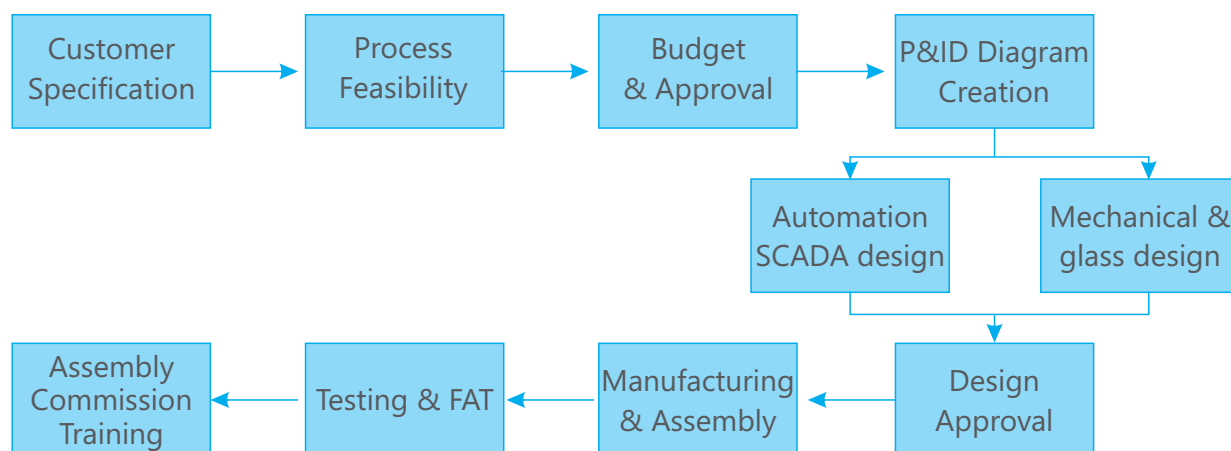 Customer
Specification
Process
Feasibility
Budget
& Approval
P&ID Diagram
Creation
Automation
SCADA design
Mechanical &
glass design
Design
Approval
Manufacturing
& Assembly
Testing & FAT
Assembly
Commission
Training